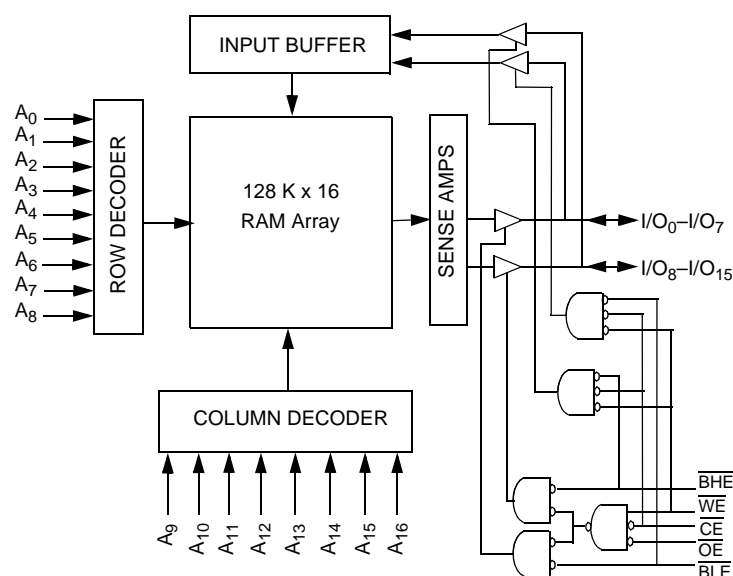 INPUT BUFFER
A0
A1
A2
A3
A4
A5
A6
A7
A8
ROW DECODER
128 K x 16
RAM Array
SENSE AMPS
I/O0–I/O7
I/O8–I/O15
COLUMN DECODER
A9
A10
A11
A12
A13
A14
A15
A16
BHE
WE
CE
OE
BLE